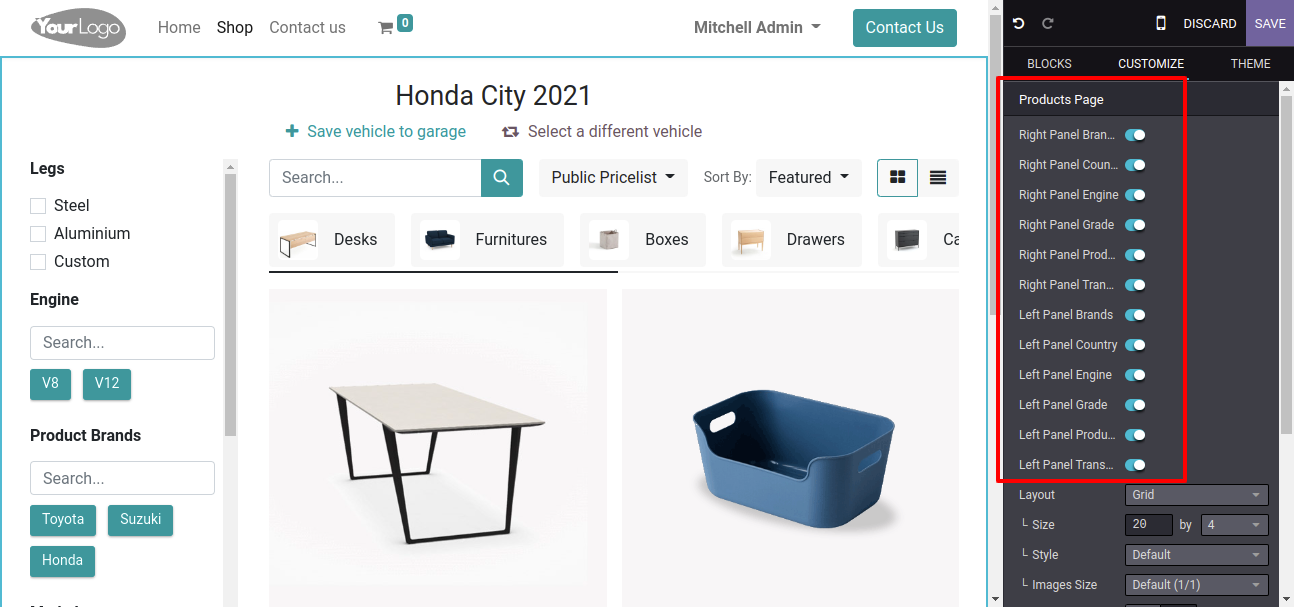 YourLogo
Home Shop Contact us 0
Mitchell Admin Contact Us
DISCARD SAVE
BLOCKS CUSTOMIZE THEME
Honda City 2021
Save vehicle to garage Select a different vehicle
Legs
Steel
Aluminium
Custom
Engine
Search...
V8 V12
Product Brands
Search...
Toyota Suzuki
Honda
Search... Public Pricelist Sort By: Featured
Desks Furnitures Boxes Drawers Ca
Products Page
Right Panel Bran...
Right Panel Coun...
Right Panel Engine
Right Panel Grade
Right Panel Prod...
Right Panel Tran...
Left Panel Brands
Left Panel Country
Left Panel Engine
Left Panel Grade
Left Panel Produ...
Left Panel Trans...
Layout Grid
└ Size 20 by 4
└ Style Default
└ Images Size Default (1/1)